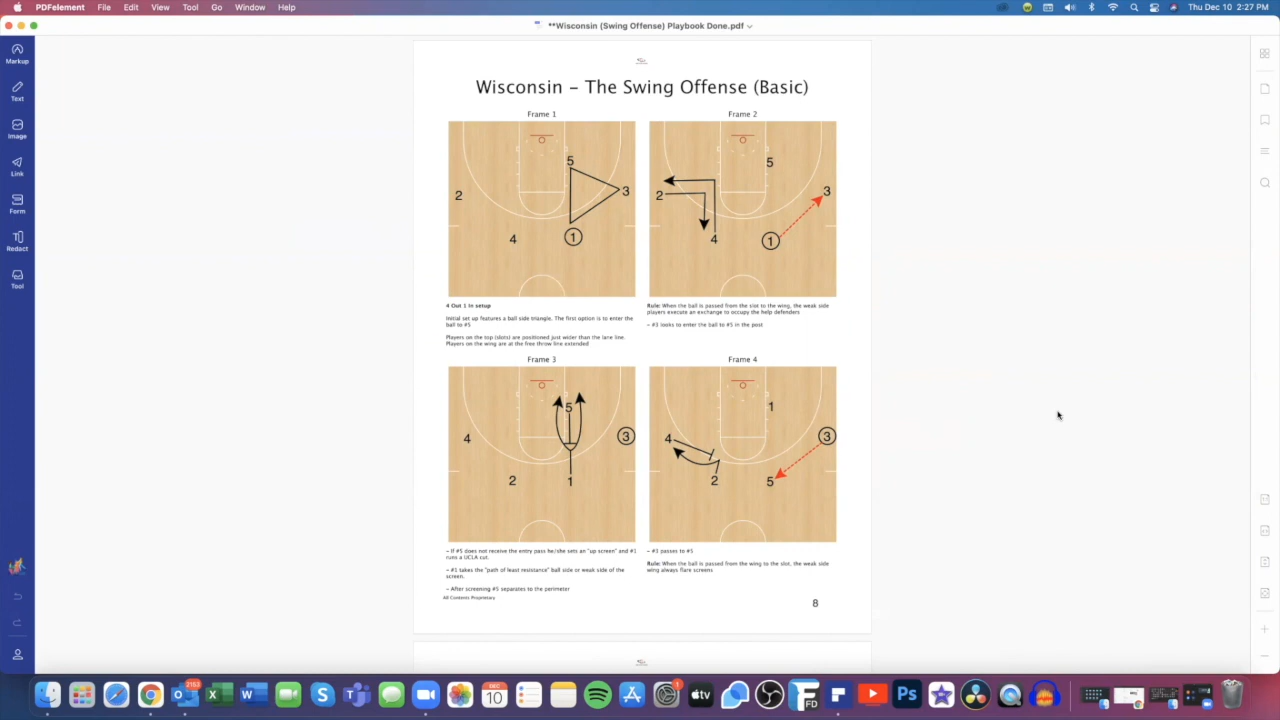 PDFelement File Edit View Tool Go Window Help
Thu Dec 10 2:27 PM
**Wisconsin (Swing Offense) Playbook Done.pdf
Markup
Text
Image
Link
Form
Redact
Tool
Wisconsin – The Swing Offense (Basic)
Frame 1
5
3
2
4
1
4 Out 1 In setup
Initial set up features a ball side triangle. The first option is to enter the
ball to #5
Players on the top (slots) are positioned just wider than the lane line.
Players on the wing are at the free throw line extended
Frame 2
5
2
3
4
1
Rule: When the ball is passed from the slot to the wing, the weak side
players execute an exchange to occupy the help defenders
– #3 looks to enter the ball to #5 in the post
Frame 3
5
4
3
2
1
– If #5 does not receive the entry pass he/she sets an "up screen" and #1
runs a UCLA cut.
– #1 takes the "path of least resistance" ball side or weak side of the
screen.
– After screening #5 separates to the perimeter
Frame 4
1
4
3
2
5
– #3 passes to #5
Rule: When the ball is passed from the wing to the slot, the weak side
wing always flare screens
All Contents Proprietary
8
2163
DEC
10
1
tv
FD
Ps